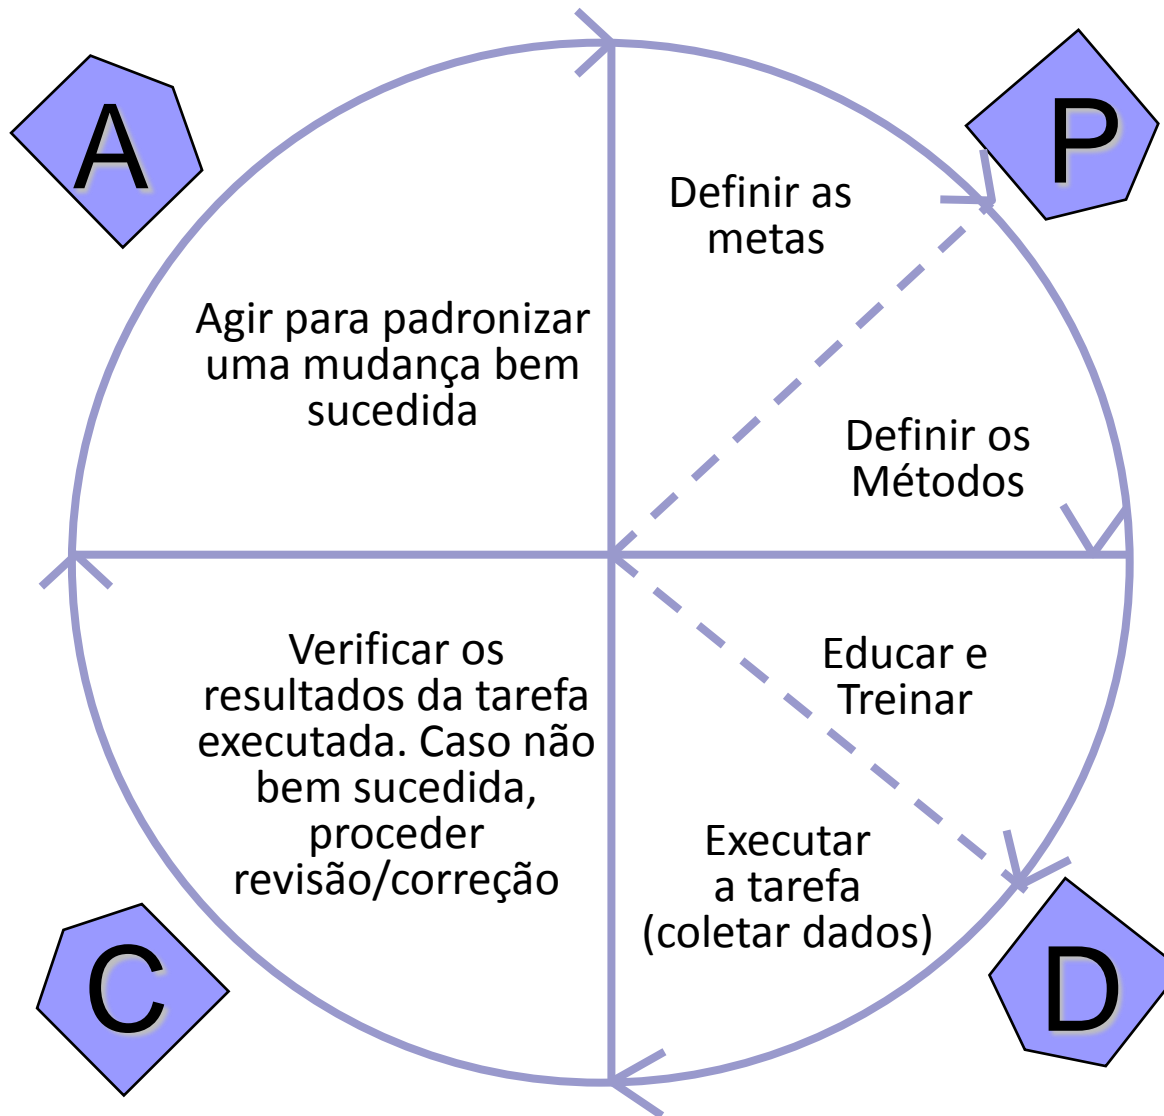 A
P
Definir as
metas
Agir para padronizar
uma mudança bem
sucedida
Definir os
Métodos
Verificar os
resultados da tarefa
executada. Caso não
bem sucedida,
proceder
revisão/correção
Educar e
Treinar
Executar
a tarefa
(coletar dados)
C
D